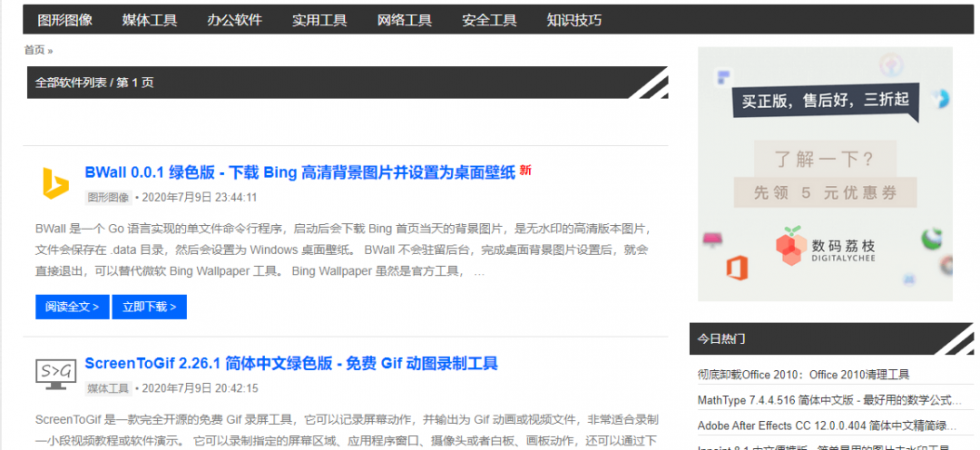 图形图像 媒体工具 办公软件 实用工具 网络工具 安全工具 知识技巧
首页 »
全部软件列表 / 第 1 页
BWall 0.0.1 绿色版 - 下载 Bing 高清背景图片并设置为桌面壁纸 新
图形图像 • 2020年7月9日 23:44:11
BWall 是一个 Go 语言实现的单文件命令行程序，启动后会下载 Bing 首页当天的背景图片，是无水印的高清版本图片，
文件会保存在 .data 目录，然后会设置为 Windows 桌面壁纸。 BWall 不会驻留后台，完成桌面背景图片设置后，就会
直接退出，可以替代微软 Bing Wallpaper 工具。 Bing Wallpaper 虽然是官方工具， …
阅读全文 > 立即下载 >
S>G
ScreenToGif 2.26.1 简体中文绿色版 - 免费 Gif 动图录制工具
媒体工具 • 2020年7月9日 20:42:15
ScreenToGif 是一款完全开源的免费 Gif 录屏工具，它可以记录屏幕动作，并输出为 Gif 动画或视频文件，非常适合录制
一小段视频教程或软件演示。 它可以录制指定的屏幕区域、应用程序窗口、摄像头或者白板、画板动作，还可以通过下
买正版，售后好，三折起
了解一下？
先领 5 元优惠券
数码荔枝
DIGITALYCHEE
今日热门
彻底卸载Office 2010：Office 2010清理工具
MathType 7.4.4.516 简体中文版 - 最好用的数学公式…
Adobe After Effects CC 12.0.0.404 简体中文精简绿…